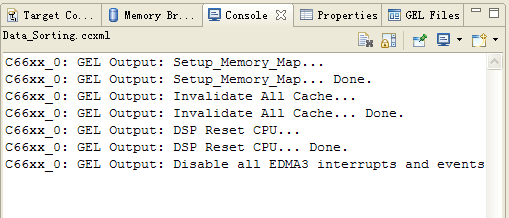 Target Co... Memory Br... Console Properties GEL Files
Data_Sorting.ccxml
C66xx_0: GEL Output: Setup_Memory_Map...
C66xx_0: GEL Output: Setup_Memory_Map... Done.
C66xx_0: GEL Output: Invalidate All Cache...
C66xx_0: GEL Output: Invalidate All Cache... Done.
C66xx_0: GEL Output: DSP Reset CPU...
C66xx_0: GEL Output: DSP Reset CPU... Done.
C66xx_0: GEL Output: Disable all EDMA3 interrupts and events